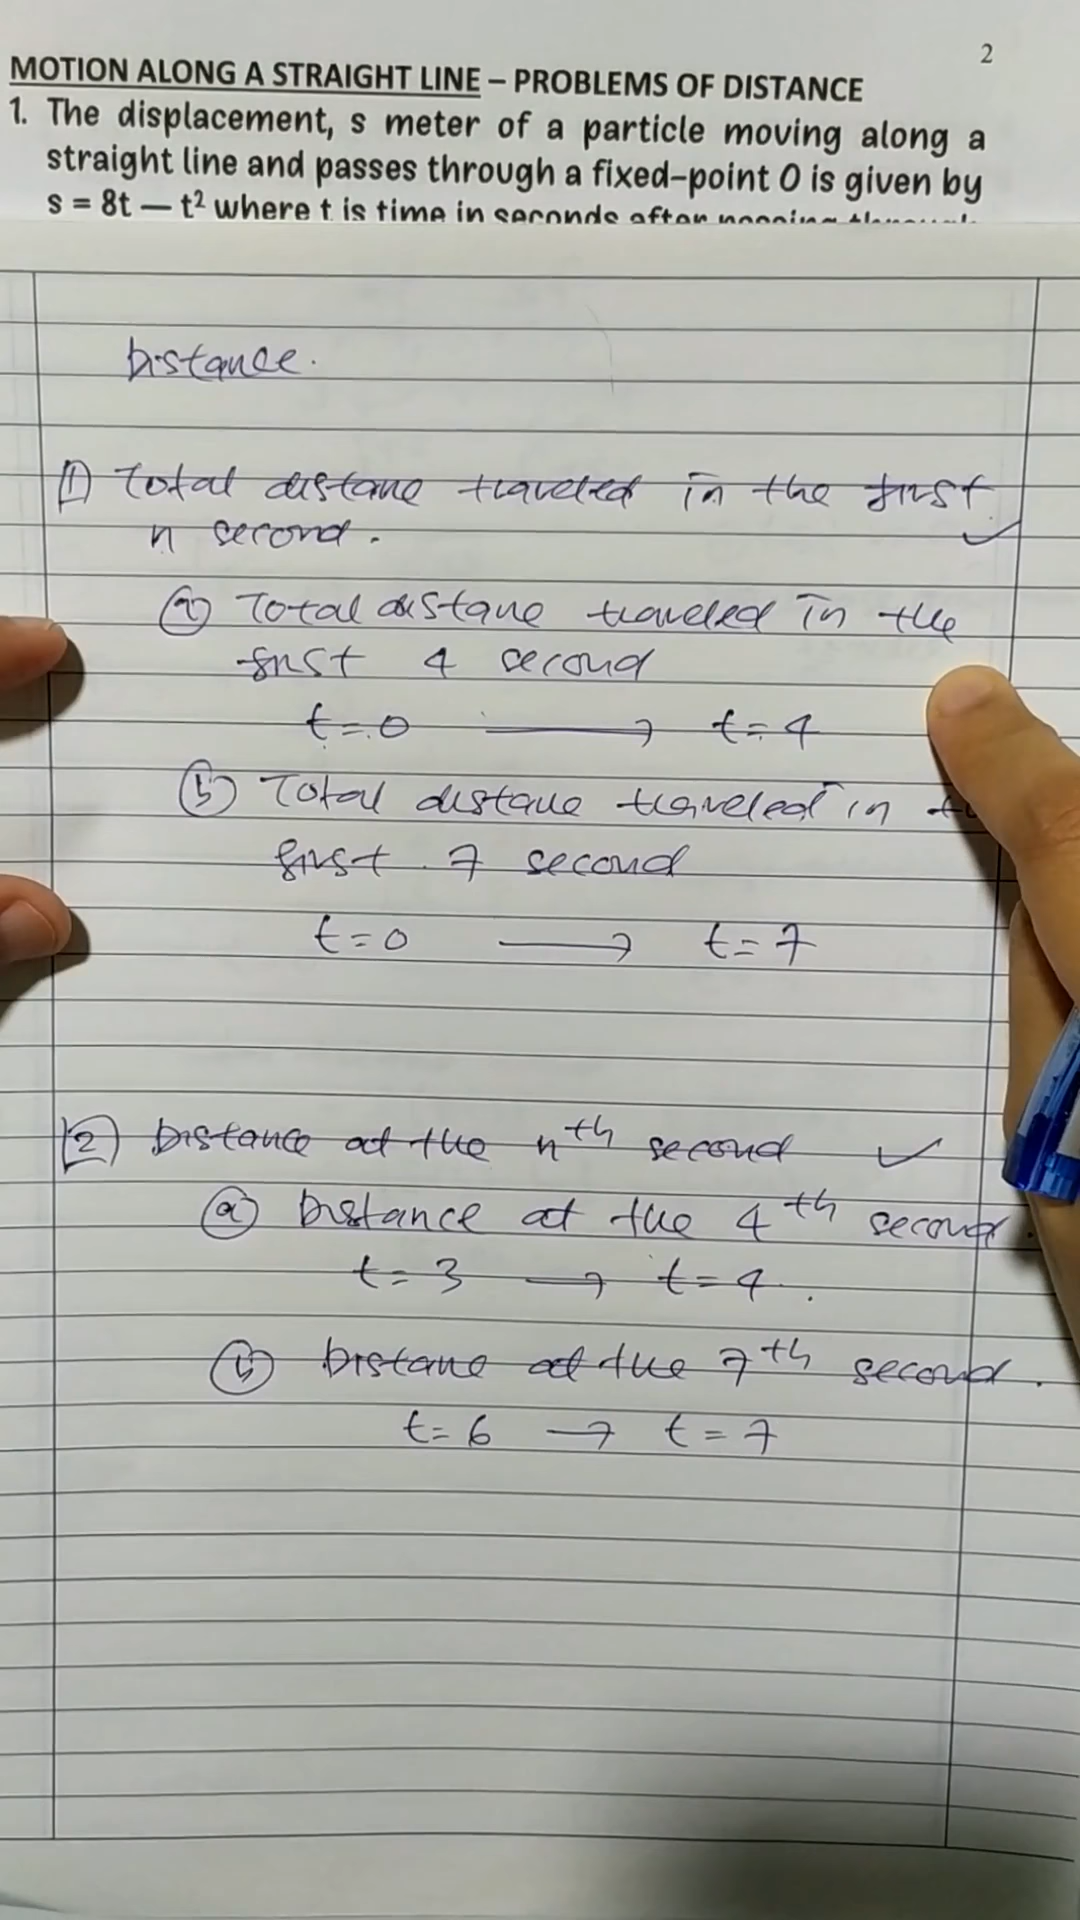 2
MOTION ALONG A STRAIGHT LINE – PROBLEMS OF DISTANCE
1. The displacement, s meter of a particle moving along a
straight line and passes through a fixed-point O is given by
s = 8t — t² where t is time in seconds after passing through
Distance.
1) Total distance traveled in the first
n second.
a) Total distance traveled in the
first 4 second
t=0 → t=4
b) Total distance traveled in
first 7 second
t=0 → t=7
2) Distance at the nth second
a) Distance at the 4th second.
t=3 → t=4.
b) Distance at the 7th second.
t=6 → t=7